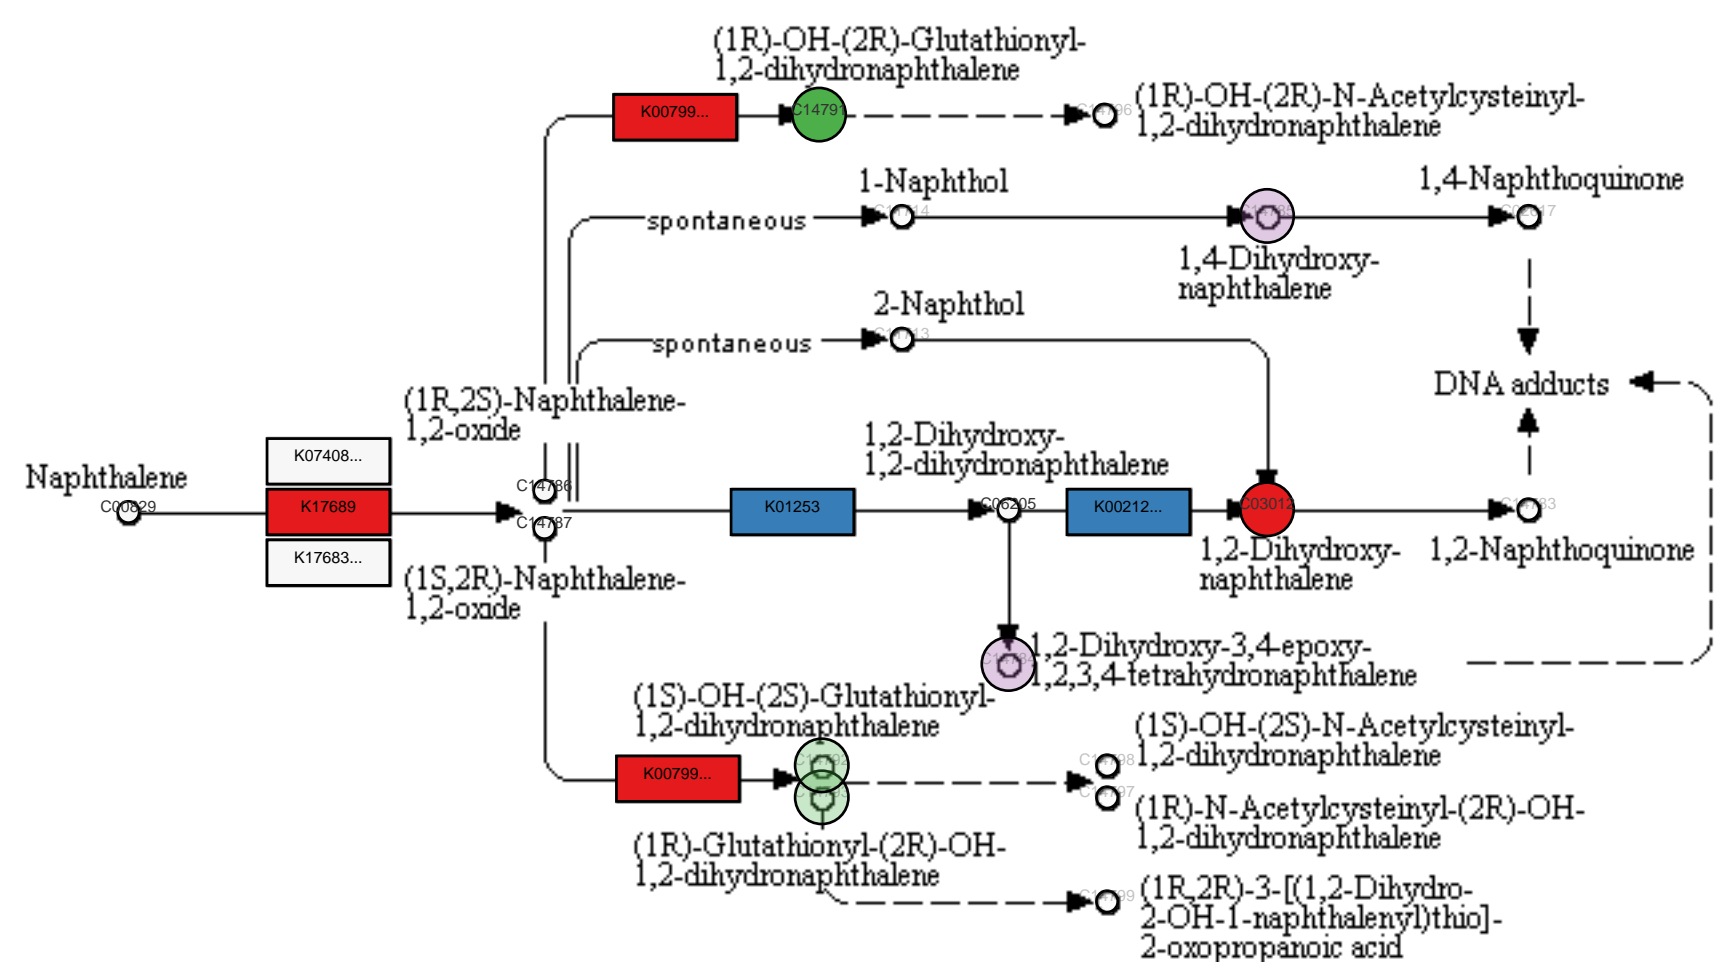 (1R)-OH-(2R)-Glutathionyl-
1,2-dihydronaphthalene
K00799...
C14791
(1R)-OH-(2R)-N-Acetylcysteinyl-
1,2-dihydronaphthalene
1-Naphthol
1,4-Naphthoquinone
spontaneous
1,4-Dihydroxy-
naphthalene
2-Naphthol
spontaneous
DNA adducts
(1R,2S)-Naphthalene-
1,2-oxide
1,2-Dihydroxy-
1,2-dihydronaphthalene
Naphthalene
C00829
K07408...
K17689
K17683...
C14786
C14787
K01253
C06205
K00212...
C03012
1,2-Dihydroxy-
naphthalene
1,2-Naphthoquinone
(1S,2R)-Naphthalene-
1,2-oxide
1,2-Dihydroxy-3,4-epoxy-
1,2,3,4-tetrahydronaphthalene
(1S)-OH-(2S)-Glutathionyl-
1,2-dihydronaphthalene
K00799...
(1S)-OH-(2S)-N-Acetylcysteinyl-
1,2-dihydronaphthalene
(1R)-N-Acetylcysteinyl-(2R)-OH-
1,2-dihydronaphthalene
(1R)-Glutathionyl-(2R)-OH-
1,2-dihydronaphthalene
(1R,2R)-3-[(1,2-Dihydro-
2-OH-1-naphthalenyl)thio]-
2-oxopropanoic acid